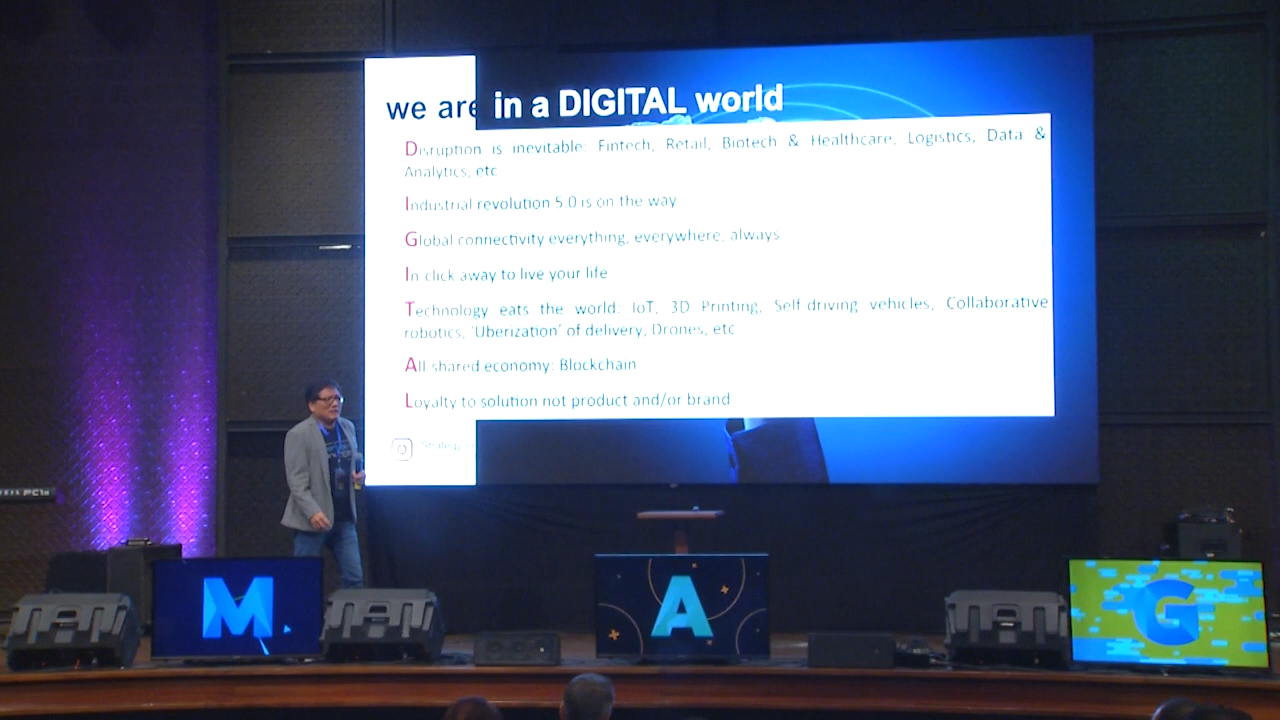 we are in a DIGITAL world
Disruption is inevitable: Fintech, Retail, Biotech & Healthcare, Logistics, Data &
Analytics, etc
Industrial revolution 5.0 is on the way
Global connectivity everything, everywhere, always
In click away to live your life
Technology eats the world: IoT, 3D Printing, Self driving vehicles, Collaborative
robotics, 'Uberization' of delivery, Drones, etc
All shared economy: Blockchain
Loyalty to solution not product and/or brand
Strategy
M
A
G